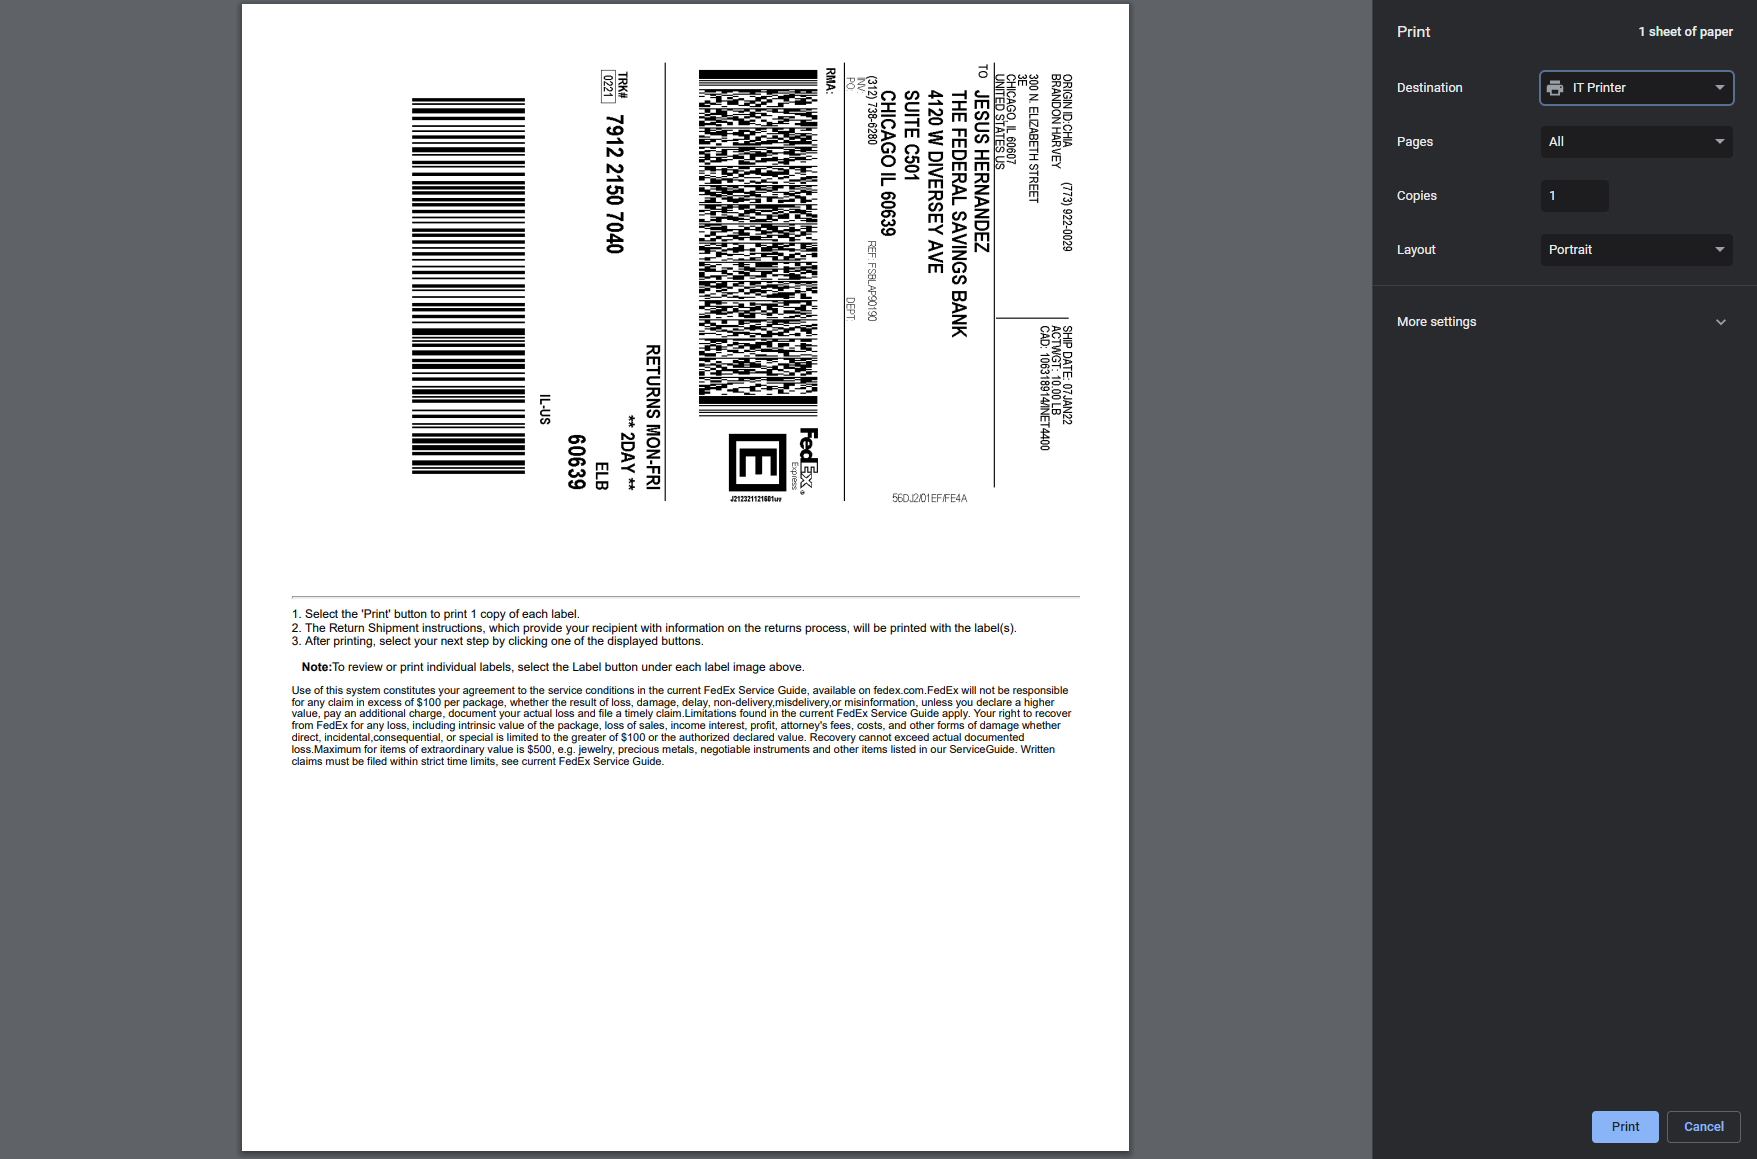 ORIGIN ID:CHIA (773) 922-0029
BRANDON HARVEY
300 N. ELIZABETH STREET
3E
CHICAGO, IL 60607
UNITED STATES US
SHIP DATE: 07JAN22
ACTWGT: 10.00 LB
CAD: 106318914/INET4400
TO JESUS HERNANDEZ
THE FEDERAL SAVINGS BANK
4120 W DIVERSEY AVE
SUITE C501
CHICAGO IL 60639
(312) 738-6280 REF: FSBLAP90190
INV:
PO: DEPT:
56DJ2/01EF/FE4A
RMA:
FedEx®
Express
E
J212321121601uv
RETURNS MON-FRI
TRK# ** 2DAY **
0221 7912 2150 7040
ELB
60639
IL-US
1. Select the 'Print' button to print 1 copy of each label.
2. The Return Shipment instructions, which provide your recipient with information on the returns process, will be printed with the label(s).
3. After printing, select your next step by clicking one of the displayed buttons.
Note:To review or print individual labels, select the Label button under each label image above.
Use of this system constitutes your agreement to the service conditions in the current FedEx Service Guide, available on fedex.com.FedEx will not be responsible
for any claim in excess of $100 per package, whether the result of loss, damage, delay, non-delivery,misdelivery,or misinformation, unless you declare a higher
value, pay an additional charge, document your actual loss and file a timely claim.Limitations found in the current FedEx Service Guide apply. Your right to recover
from FedEx for any loss, including intrinsic value of the package, loss of sales, income interest, profit, attorney's fees, costs, and other forms of damage whether
direct, incidental,consequential, or special is limited to the greater of $100 or the authorized declared value. Recovery cannot exceed actual documented
loss.Maximum for items of extraordinary value is $500, e.g. jewelry, precious metals, negotiable instruments and other items listed in our ServiceGuide. Written
claims must be filed within strict time limits, see current FedEx Service Guide.
Print 1 sheet of paper
Destination IT Printer
Pages All
Copies 1
Layout Portrait
More settings
Print Cancel